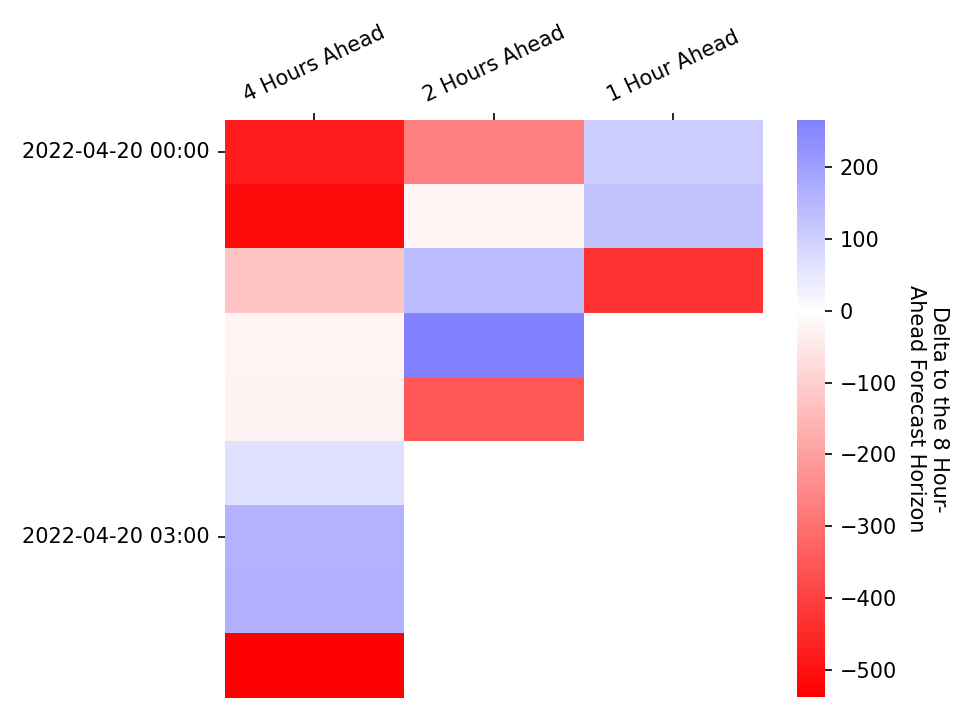 4 Hours Ahead
2 Hours Ahead
1 Hour Ahead
2022-04-20 00:00
2022-04-20 03:00
200
100
0
−100
−200
−300
−400
−500
Delta to the 8 Hour-
Ahead Forecast Horizon